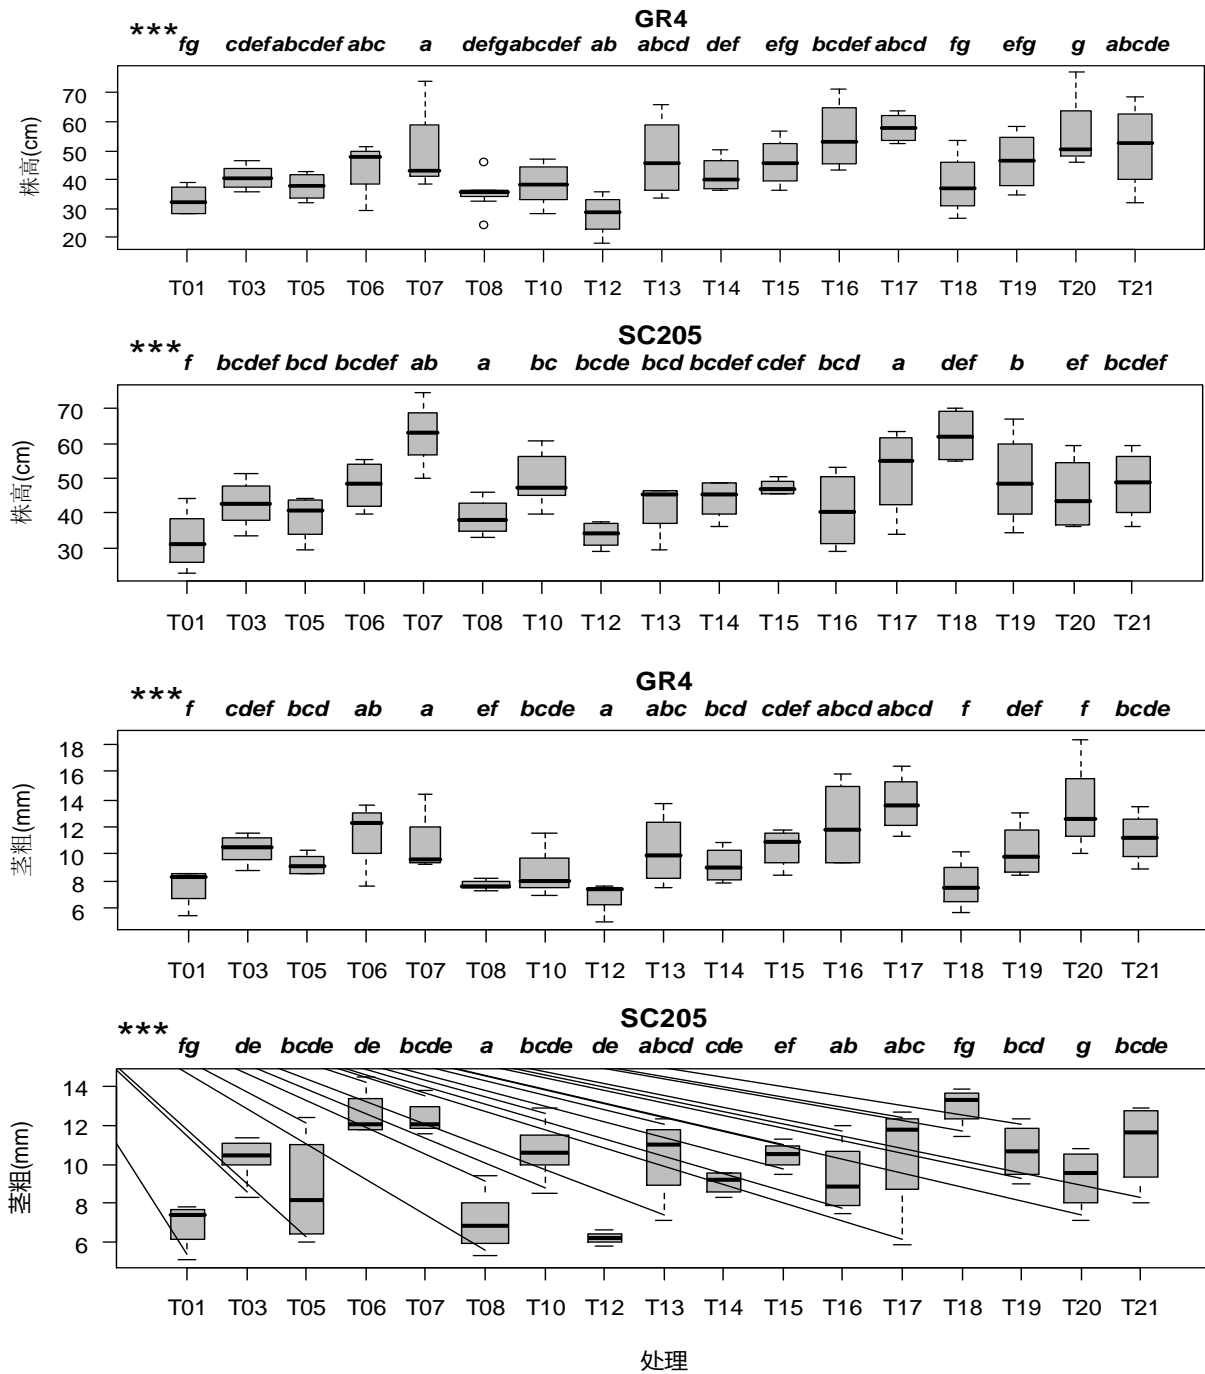 GR4
*** fg cdef abcdef abc a defg abcdef ab abcd def efg bcdef abcd fg efg g abcde
株高(cm)
70
60
50
40
30
20
T01 T03 T05 T06 T07 T08 T10 T12 T13 T14 T15 T16 T17 T18 T19 T20 T21
SC205
*** f bcdef bcd bcdef ab a bc bcde bcd bcdef cdef bcd a def b ef bcdef
株高(cm)
70
60
50
40
30
T01 T03 T05 T06 T07 T08 T10 T12 T13 T14 T15 T16 T17 T18 T19 T20 T21
GR4
*** f cdef bcd ab a ef bcde a abc bcd cdef abcd abcd f def f bcde
茎粗(mm)
18
16
14
12
10
8
6
T01 T03 T05 T06 T07 T08 T10 T12 T13 T14 T15 T16 T17 T18 T19 T20 T21
SC205
*** fg de bcde de bcde a bcde de abcd cde ef ab abc fg bcd g bcde
茎粗(mm)
14
12
10
8
6
T01 T03 T05 T06 T07 T08 T10 T12 T13 T14 T15 T16 T17 T18 T19 T20 T21
处理